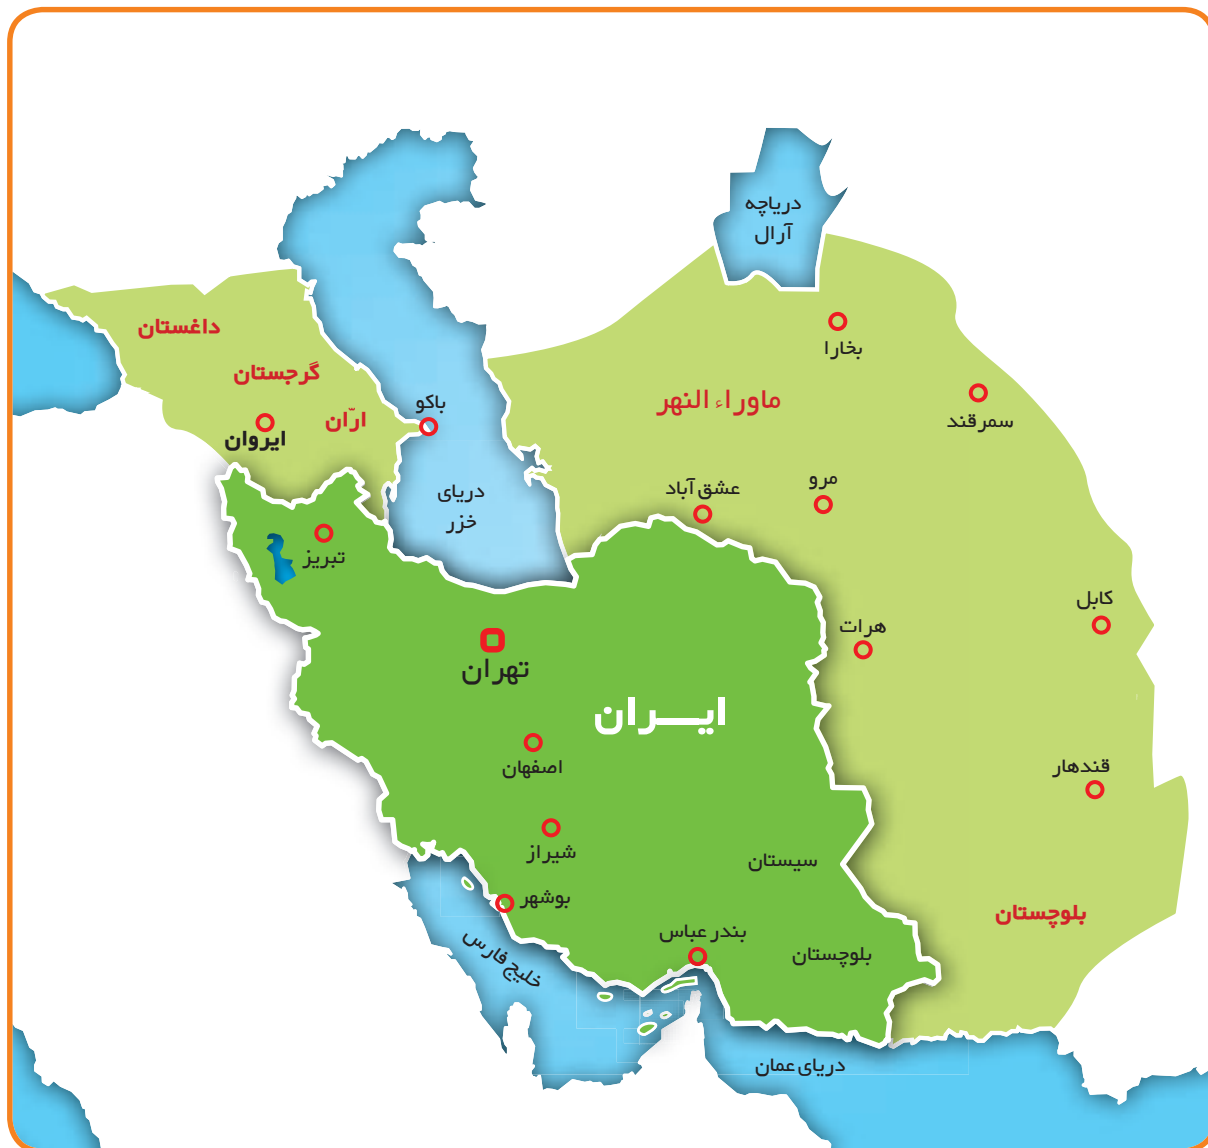 دریاچه
آرال
داغستان
بخارا
گرجستان
ماوراء النهر
باکو
ارّان
سمرقند
ایروان
مرو
عشق آباد
دریای
خزر
تبریز
کابل
هرات
تهران
ایـــران
قندهار
اصفهان
شیراز
سیستان
بوشهر
بلوچستان
بندر عباس
خلیج فارس
بلوچستان
دریای عمان